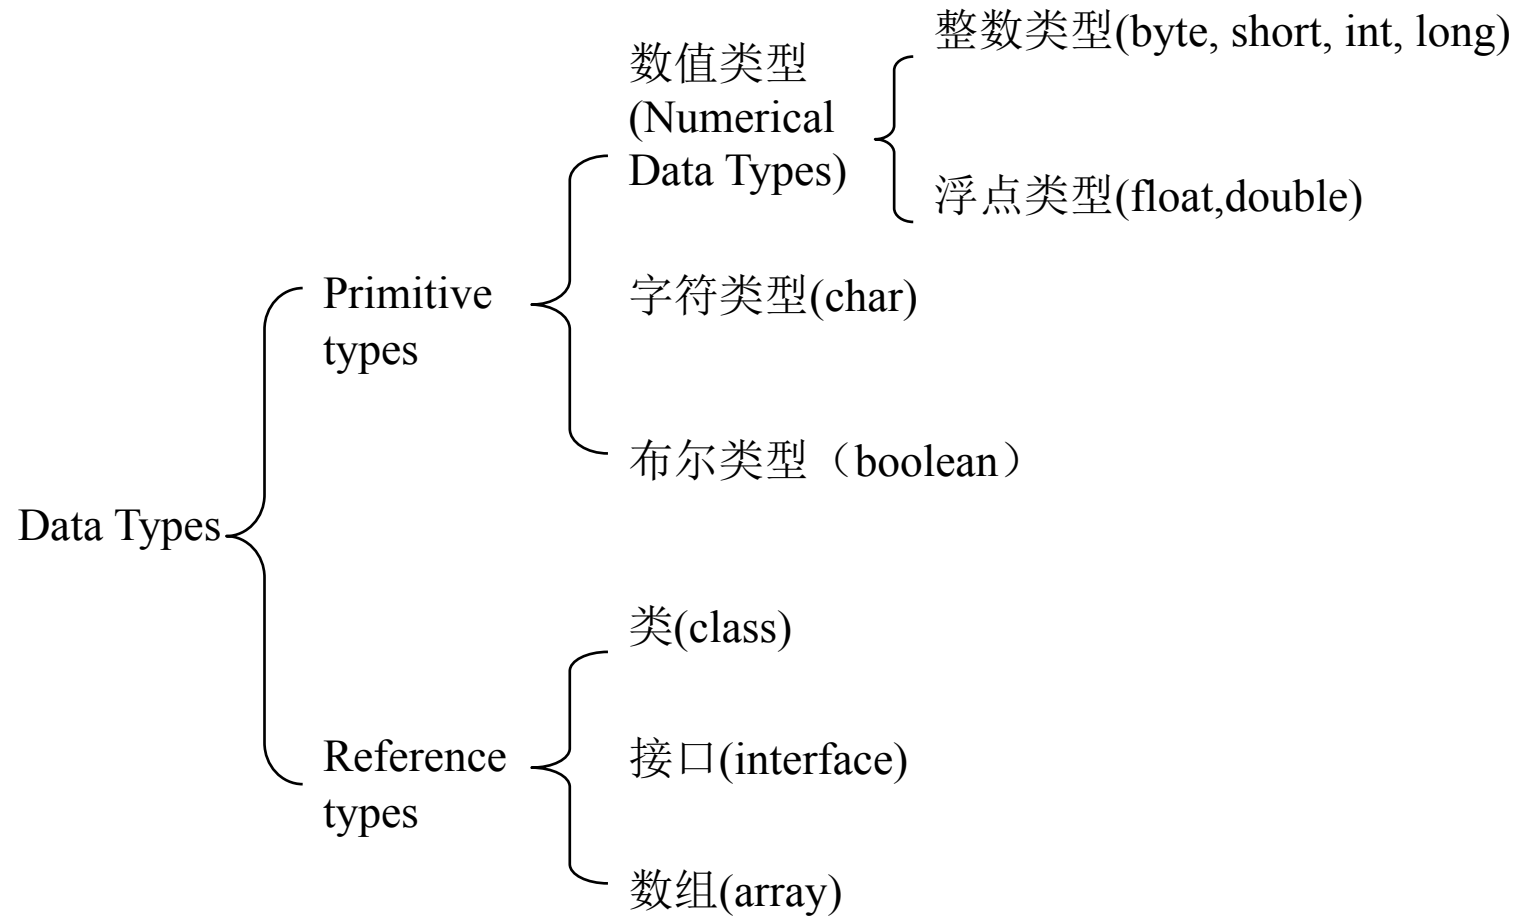 Data Types
Primitive
types
数值类型
(Numerical
Data Types)
整数类型(byte, short, int, long)
浮点类型(float,double)
字符类型(char)
布尔类型（boolean）
Reference
types
类(class)
接口(interface)
数组(array)